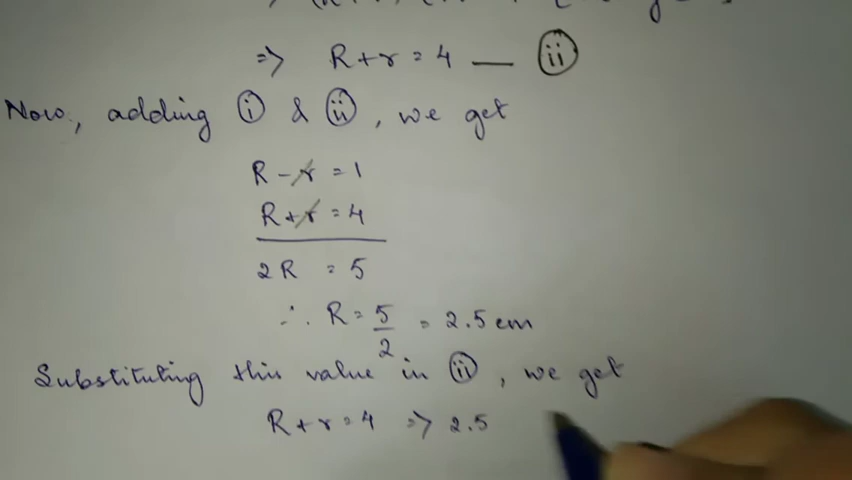 => R+r=4 — ii
Now, adding i & ii, we get
R-r=1
R+r=4
2R = 5
∴ R = 5/2 = 2.5 cm
Substituting this value in ii, we get
R+r=4 => 2.5